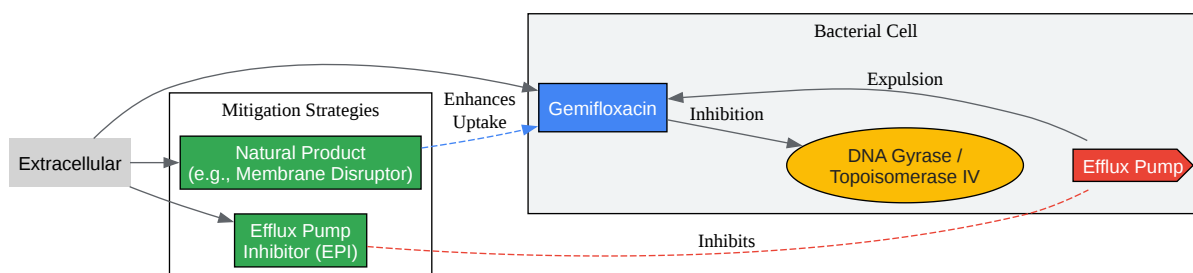 Bacterial Cell
Mitigation Strategies
Extracellular
Natural Product
(e.g., Membrane Disruptor)
Efflux Pump
Inhibitor (EPI)
Enhances
Uptake
Gemifloxacin
Inhibition
Expulsion
DNA Gyrase /
Topoisomerase IV
Efflux Pump
Inhibits